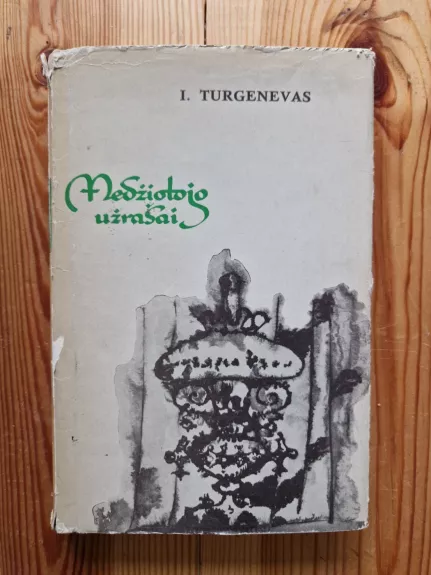 I. TURGENEVAS
Medžiotojo
užrašai